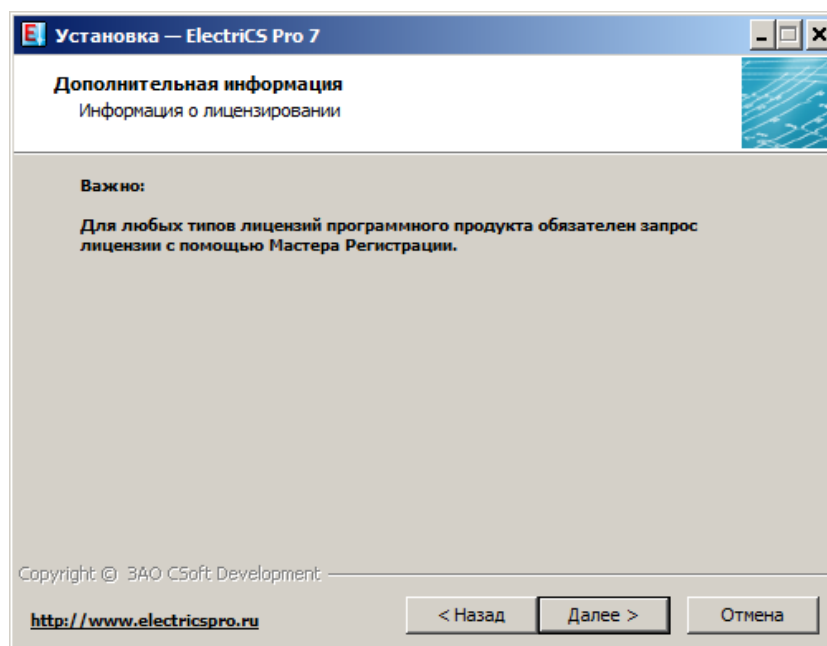 Установка — ElectriCS Pro 7
Дополнительная информация
Информация о лицензировании
Важно:
Для любых типов лицензий программного продукта обязателен запрос
лицензии с помощью Мастера Регистрации.
Copyright © ЗАО CSoft Development
http://www.electricspro.ru
< Назад
Далее >
Отмена